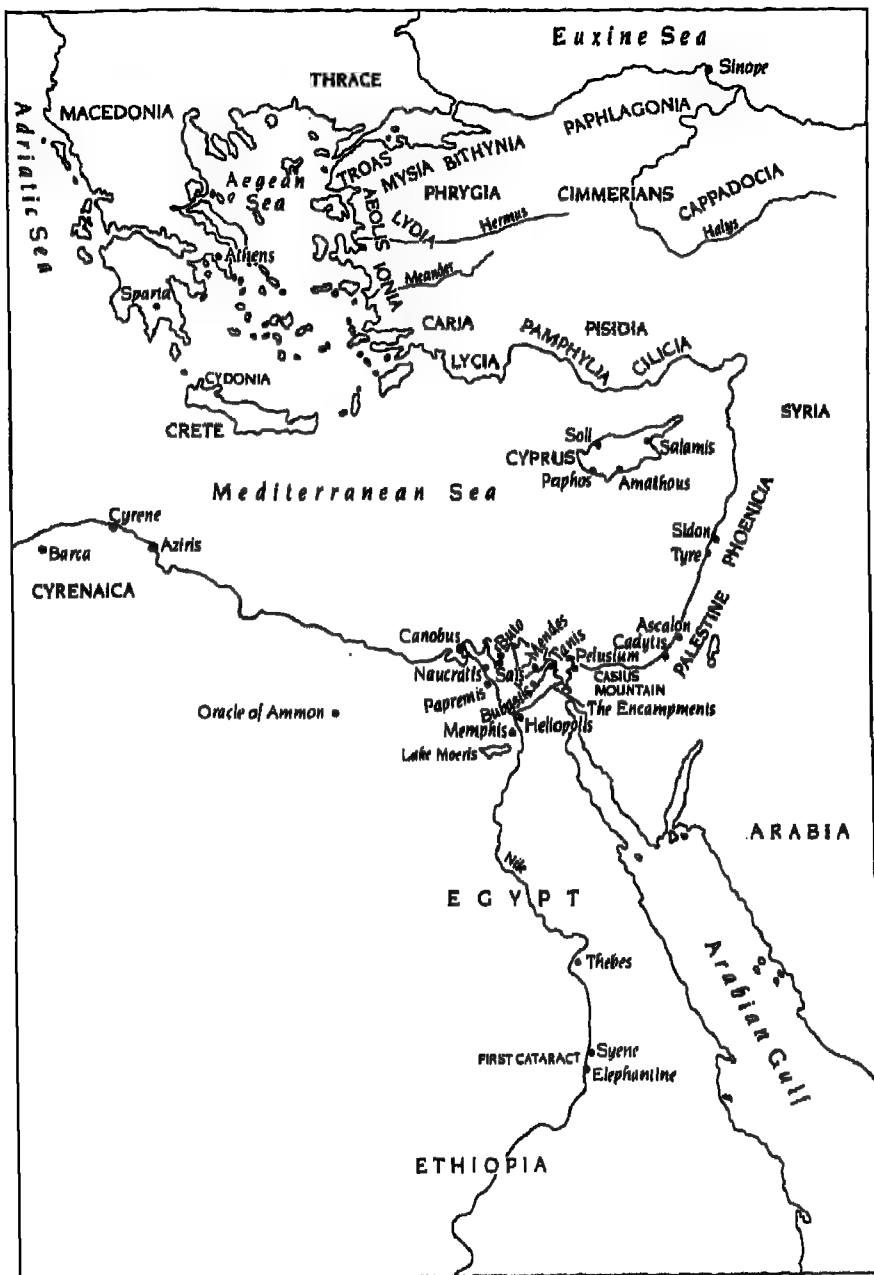 Euxine Sea
Sinope
THRACE
MACEDONIA
PAPHLAGONIA
Adriatic Sea
BITHYNIA
MYSIA
TROAS
Aegean
Sea
PHRYGIA
CIMMERIANS
CAPPADOCIA
AEOLIS
LYDIA
Hermus
Halys
Athens
IONIA
Meander
Sparta
CARIA
PISIDIA
PAMPHYLIA
CILICIA
LYCIA
CYDONIA
CRETE
SYRIA
Soli
Salamis
CYPRUS
Paphos
Amathous
Mediterranean Sea
Cyrene
Barca
Aziris
CYRENAICA
Sidon
Tyre
PHOENICIA
PALESTINE
Ascalon
Cadytis
Canobus
Buto
Mendes
Tanis
Pelusium
Naucratis
Sais
CASIUS
MOUNTAIN
Papremis
Bubastis
The Encampments
Oracle of Ammon
Heliopolis
Memphis
Lake Moeris
ARABIA
Nile
EGYPT
Thebes
Arabian Gulf
FIRST CATARACT
Syene
Elephantine
ETHIOPIA